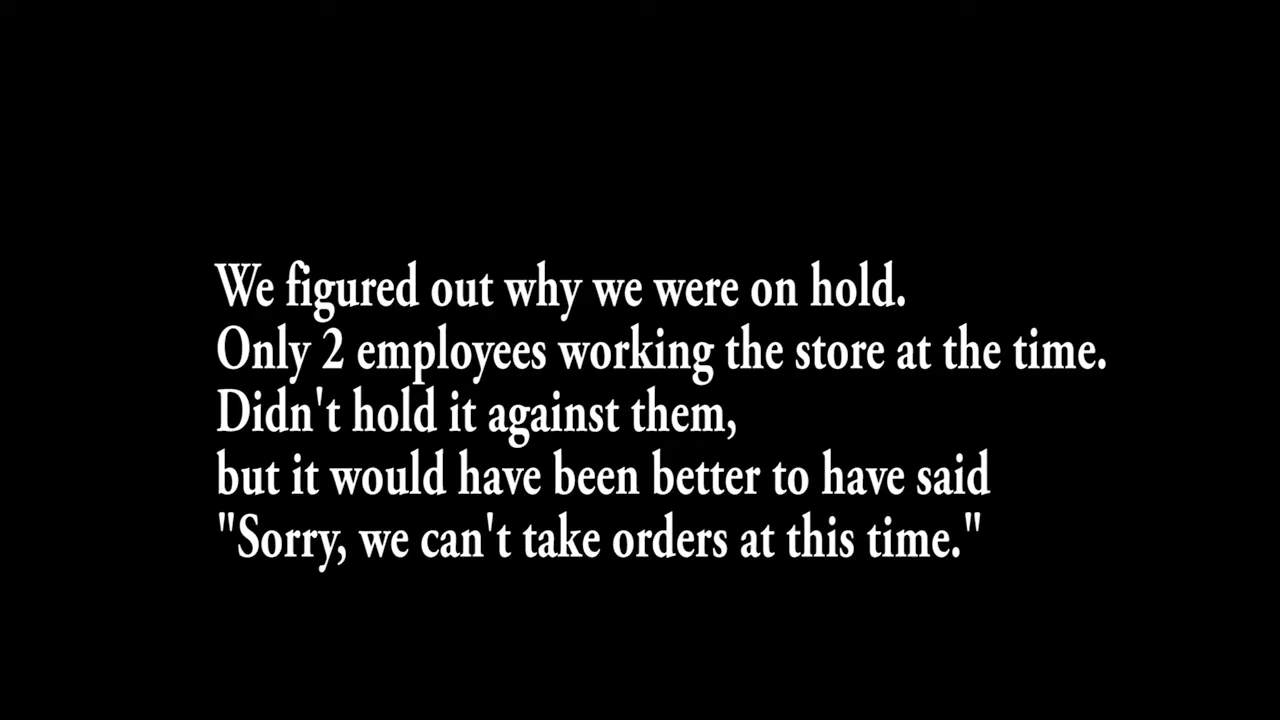 We figured out why we were on hold.
Only 2 employees working the store at the time.
Didn't hold it against them,
but it would have been better to have said
"Sorry, we can't take orders at this time."